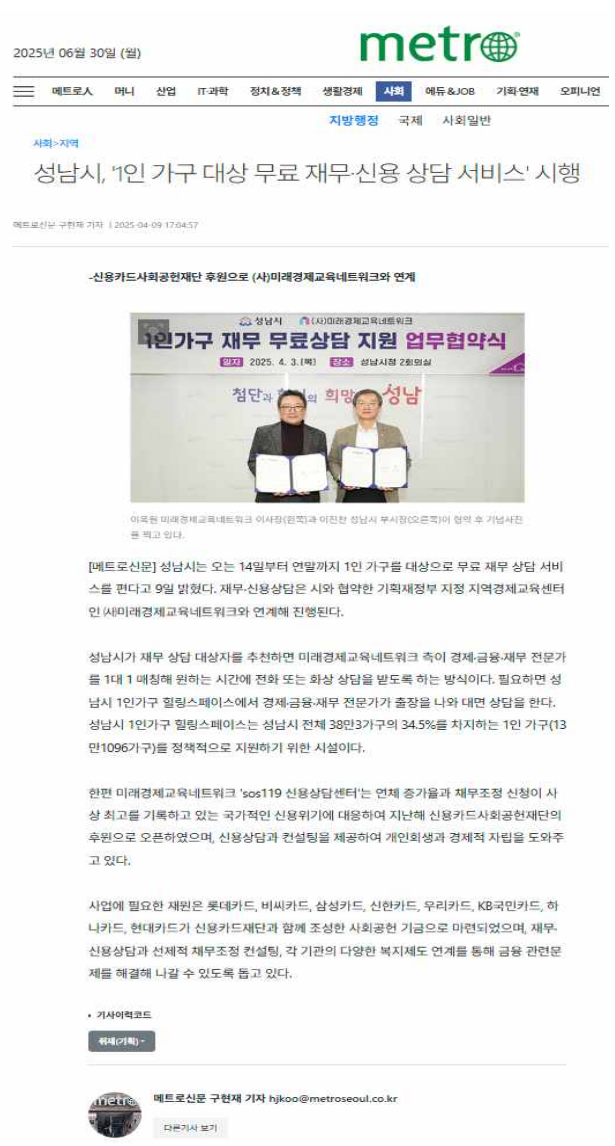 2025년 06월 30일 (월)
metro
메트로人 머니 산업 IT·과학 정치&정책 생활경제 사회 에듀&JOB 기획·연재 오피니언
지방행정 국제 사회일반
사회>지역
성남시, '1인 가구 대상 무료 재무·신용 상담 서비스' 시행
메트로신문 구현재 기자 | 2025-04-09 17:04:57
-신용카드사회공헌재단 후원으로 (사)미래경제교육네트워크와 연계
성남시 (사)미래경제교육네트워크
1인가구 재무 무료상담 지원 업무협약식
일자 2025. 4. 3.(목) 장소 성남시청 2회의실
첨단과 의 희망 성남
이옥원 미래경제교육네트워크 이사장(왼쪽)과 이진찬 성남시 부시장(오른쪽)이 협약 후 기념사진
을 찍고 있다.
[메트로신문] 성남시는 오는 14일부터 연말까지 1인 가구를 대상으로 무료 재무 상담 서비
스를 편다고 9일 밝혔다. 재무·신용상담은 시와 협약한 기획재정부 지정 지역경제교육센터
인 ㈔미래경제교육네트워크와 연계해 진행된다.
성남시가 재무 상담 대상자를 추천하면 미래경제교육네트워크 측이 경제·금융·재무 전문가
를 1대 1 매칭해 원하는 시간에 전화 또는 화상 상담을 받도록 하는 방식이다. 필요하면 성
남시 1인가구 힐링스페이스에서 경제·금융·재무 전문가가 출장을 나와 대면 상담을 한다.
성남시 1인가구 힐링스페이스는 성남시 전체 38만3가구의 34.5%를 차지하는 1인 가구(13
만1096가구)를 정책적으로 지원하기 위한 시설이다.
한편 미래경제교육네트워크 'sos119 신용상담센터'는 연체 증가율과 채무조정 신청이 사
상 최고를 기록하고 있는 국가적인 신용위기에 대응하여 지난해 신용카드사회공헌재단의
후원으로 오픈하였으며, 신용상담과 컨설팅을 제공하여 개인회생과 경제적 자립을 도와주
고 있다.
사업에 필요한 재원은 롯데카드, 비씨카드, 삼성카드, 신한카드, 우리카드, KB국민카드, 하
나카드, 현대카드가 신용카드재단과 함께 조성한 사회공헌 기금으로 마련되었으며, 재무·
신용상담과 선제적 채무조정 컨설팅, 각 기관의 다양한 복지제도 연계를 통해 금융 관련문
제를 해결해 나갈 수 있도록 돕고 있다.
• 기사이력코드
취재(기획)
metro
메트로신문 구현재 기자 hjkoo@metroseoul.co.kr
다른기사 보기